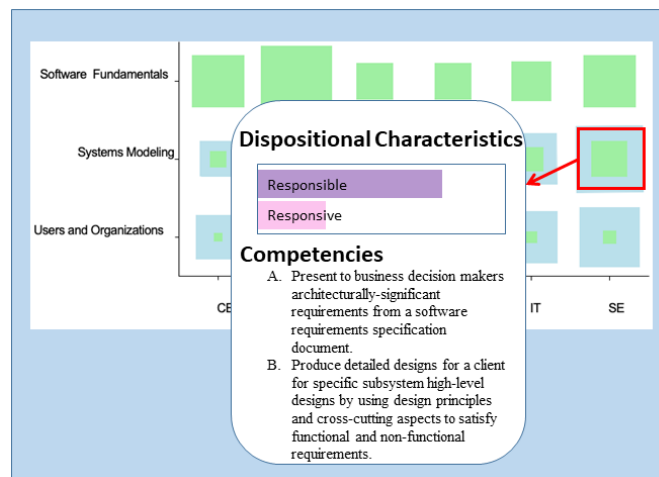 Software Fundamentals
Systems Modeling
Users and Organizations
CE
IT
SE
Dispositional Characteristics
Responsible
Responsive
Competencies
A. Present to business decision makers
architecturally-significant
requirements from a software
requirements specification
document.
B. Produce detailed designs for a client
for specific subsystem high-level
designs by using design principles
and cross-cutting aspects to satisfy
functional and non-functional
requirements.